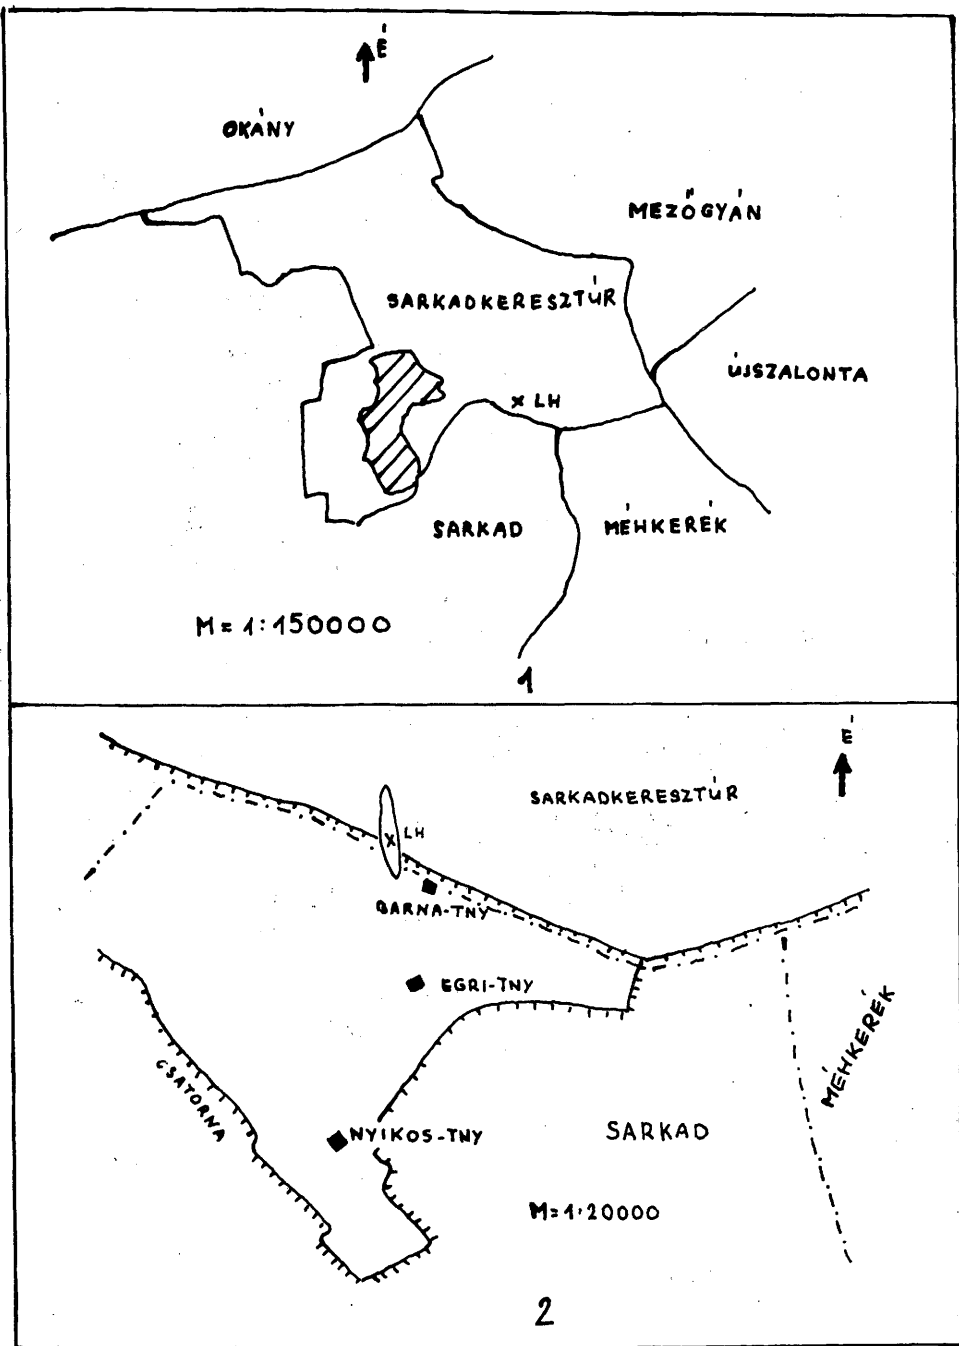 É
OKÁNY
MEZŐGYÁN
SARKADKERESZTÚR
ÚJSZALONTA
× LH
SARKAD
MÉHKERÉK
M = 1:150000
1
É
SARKADKERESZTÚR
× LH
BARNA-TNY
EGRI-TNY
MÉHKERÉK
CSATORNA
NYIKOS-TNY
SARKAD
M=1:20000
2